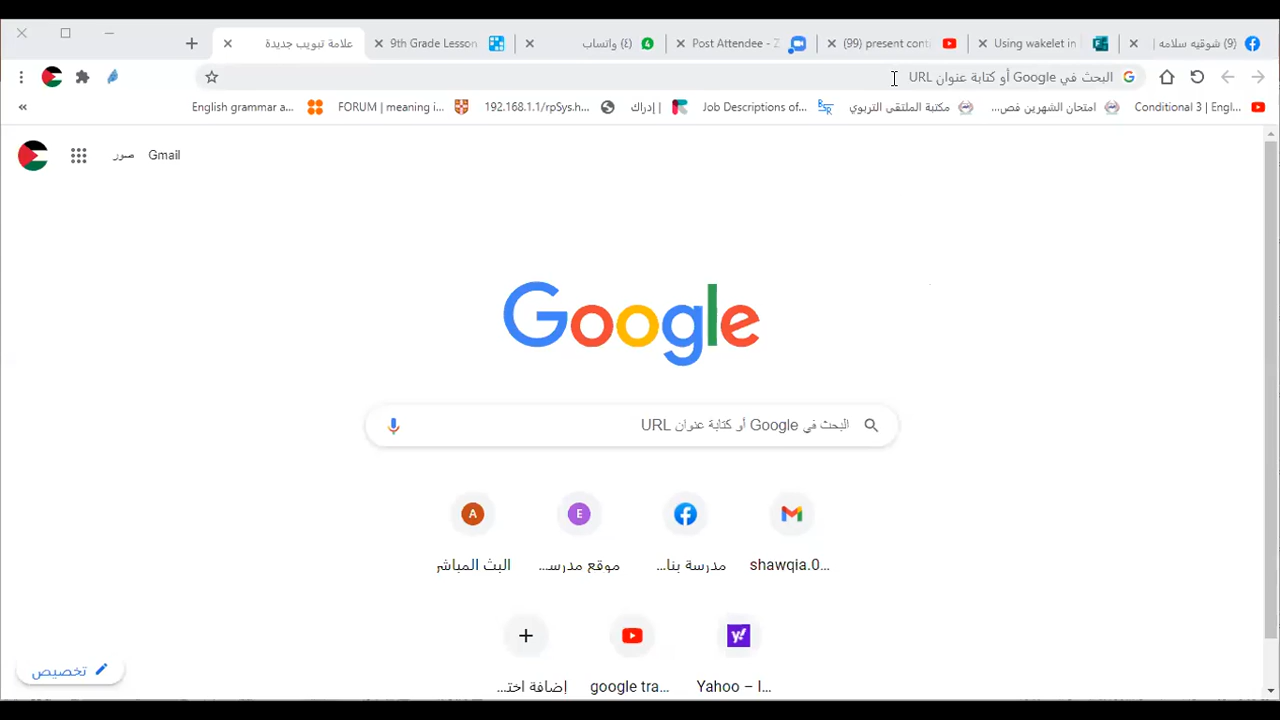 (9) شوقيه سلامه |
Using wakelet in
(99) present cont
Post Attendee - Z
(٤) واتساب
9th Grade Lesson
علامة تبويب جديدة
البحث في Google أو كتابة عنوان URL
Conditional 3 | Engl...
امتحان الشهرين فص...
مكتبة الملتقى التربوي
Job Descriptions of...
إدراك |
192.168.1.1/rpSys.h...
FORUM | meaning i...
English grammar a...
صور
Gmail
Google
البحث في Google أو كتابة عنوان URL
A
E
shawqia.0...
مدرسة بنا...
موقع مدرسـ...
البث المباشر
Yahoo – I...
google tra...
إضافة اختـ...
تخصيص